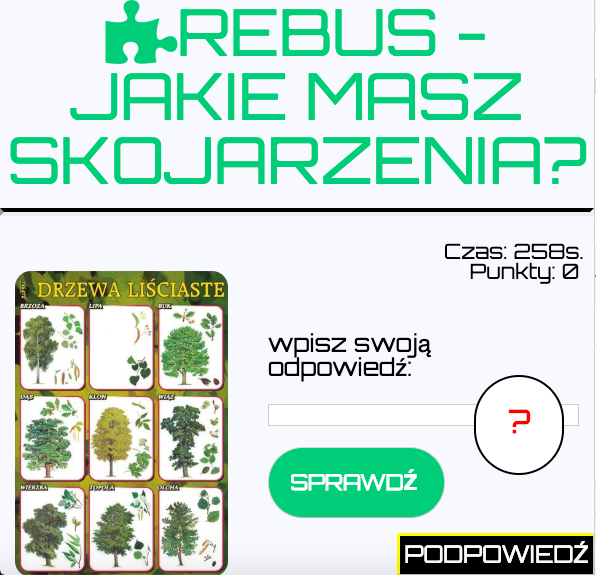 REBUS -
JAKIE MASZ
SKOJARZENIA?
Czas: 258s.
Punkty: 0
DRZEWA LIŚCIASTE
BRZOZA LIPA BUK
DĄB KLON WIĄZ
WIERZBA TOPOLA OLCHA
wpisz swoją
odpowiedź:
?
SPRAWDŹ
PODPOWIEDŹ